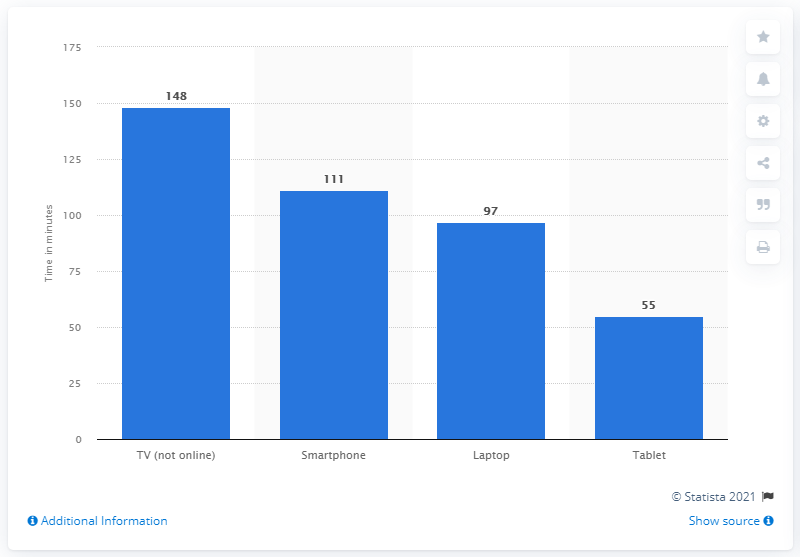 175
150
125
100
75
50
25
0
Time in minutes
148
111
97
55
TV (not online)
Smartphone
Laptop
Tablet
© Statista 2021
Additional Information
Show source